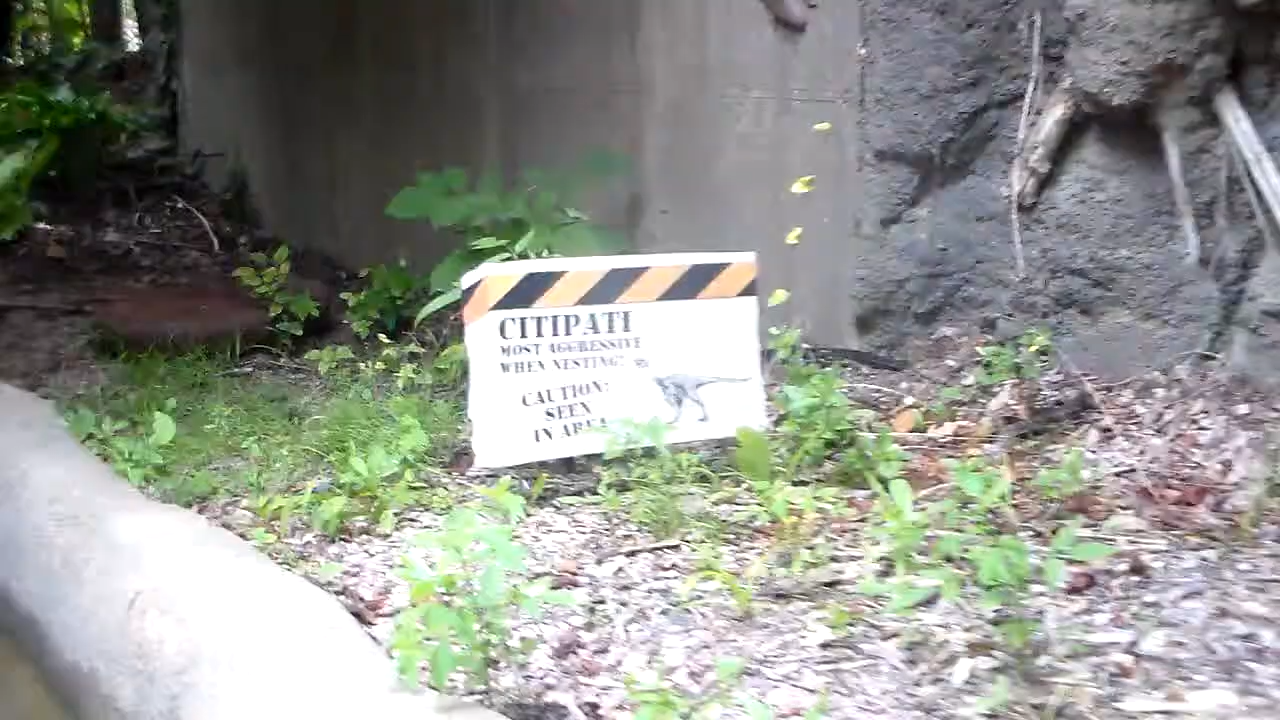 CITIPATI
MOST AGGRESSIVE
WHEN NESTING!
CAUTION:
SEEN
IN AREA